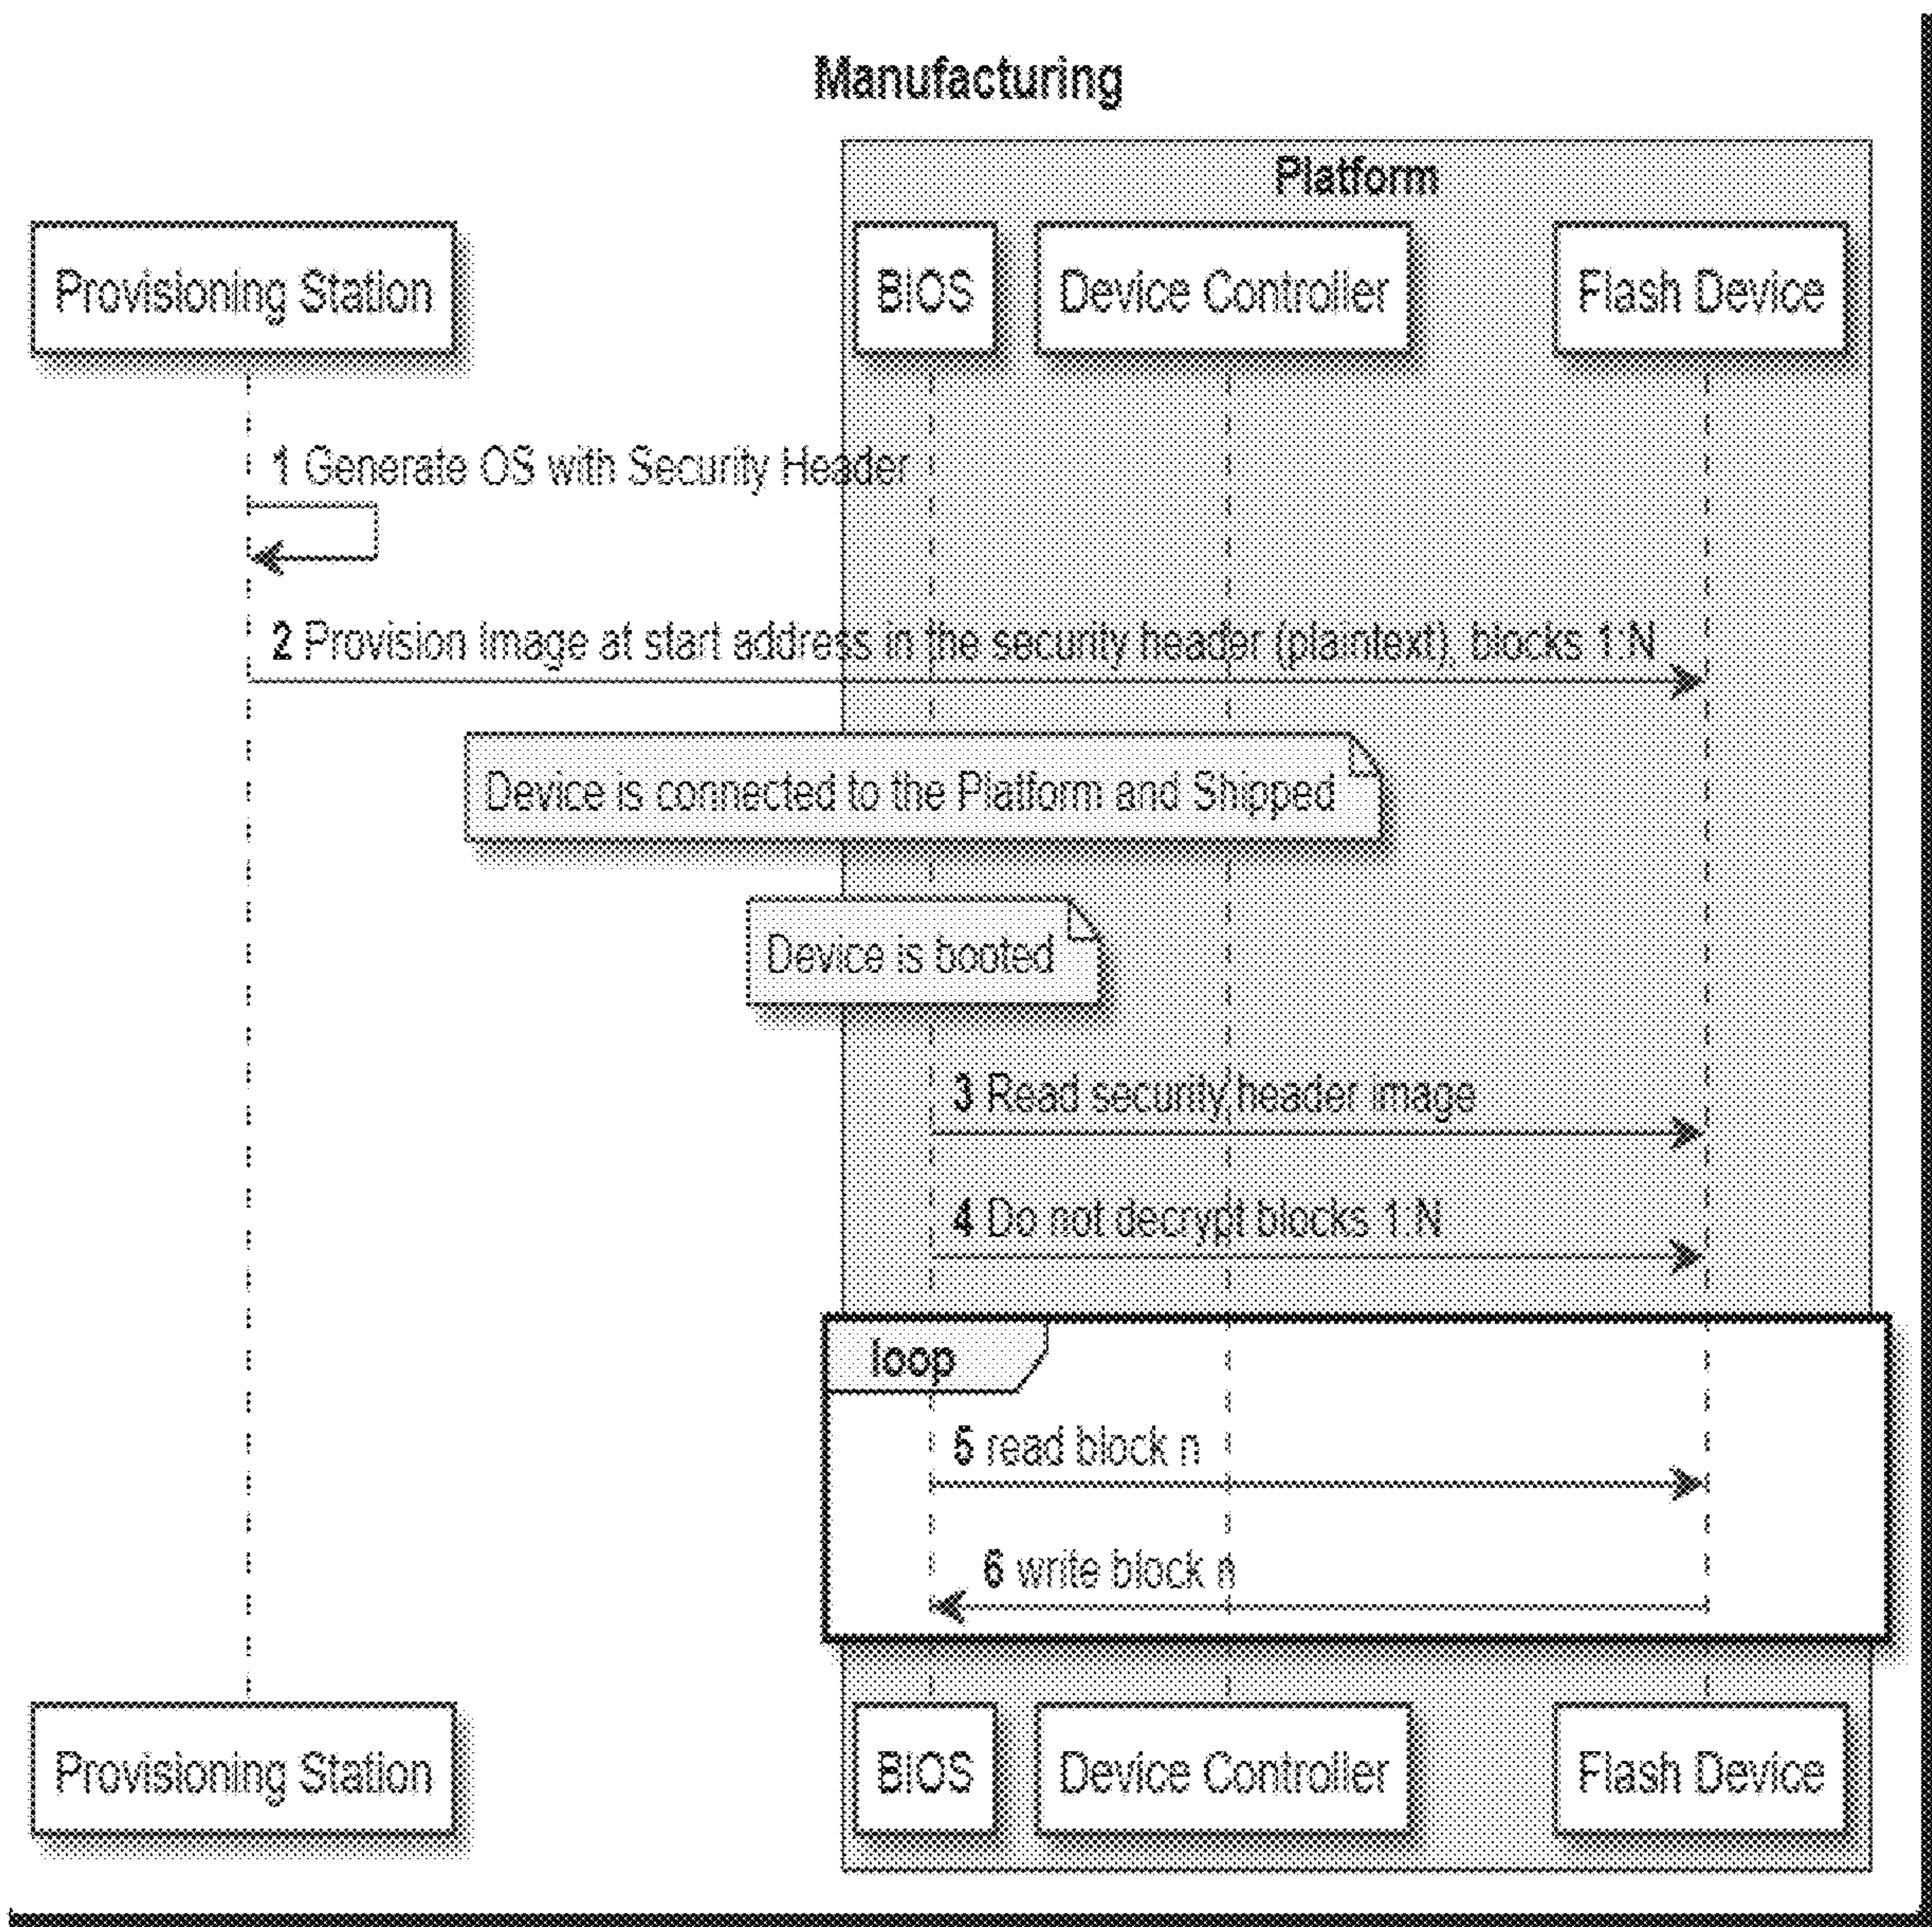 Manufacturing
Platform
Provisioning Station
BIOS
Device Controller
Flash Device
1 Generate OS with Security Header
2 Provision image at start address in the security header (plaintext), blocks 1:N
Device is connected to the Platform and Shipped
Device is booted
3 Read security header image
4 Do not decrypt blocks 1:N
loop
5 read block n
6 write block n
Provisioning Station
BIOS
Device Controller
Flash Device